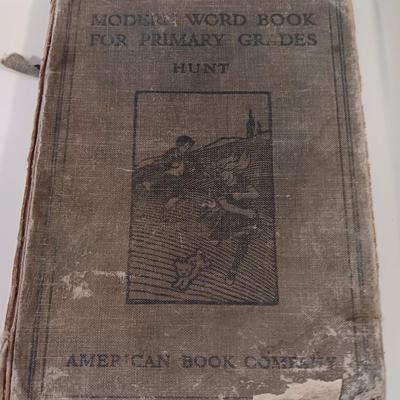 MODERN WORD BOOK
FOR PRIMARY GRADES
HUNT
AMERICAN BOOK COMPANY